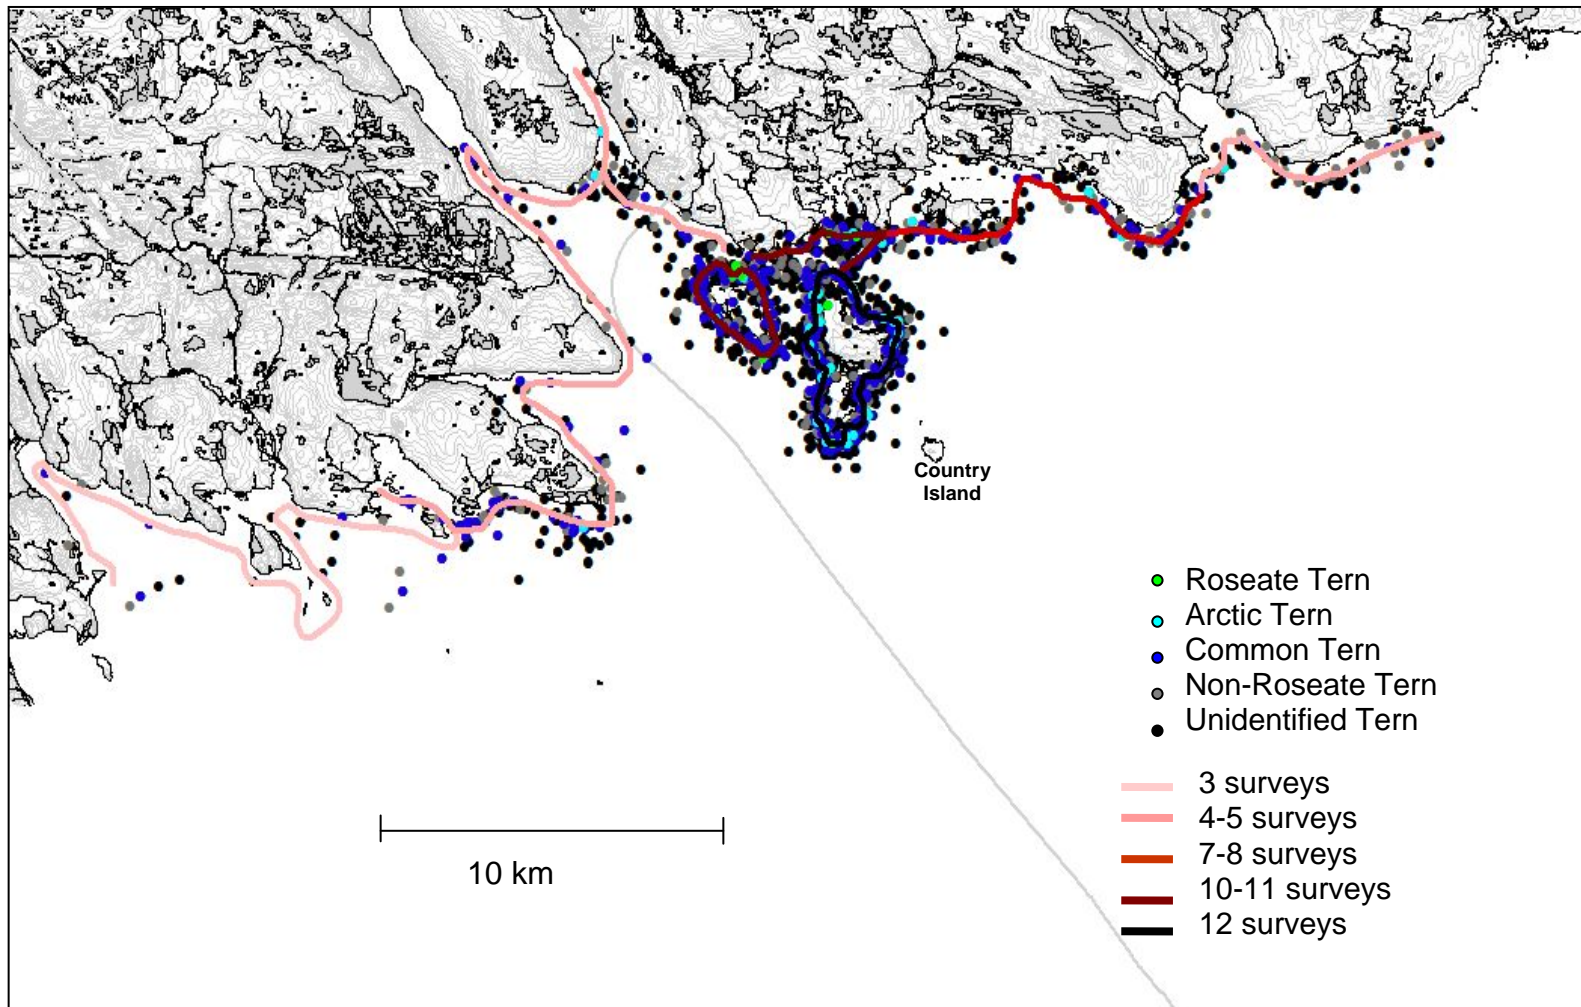 Country
Island
Roseate Tern
Arctic Tern
Common Tern
Non-Roseate Tern
Unidentified Tern
3 surveys
4-5 surveys
7-8 surveys
10-11 surveys
12 surveys
10 km